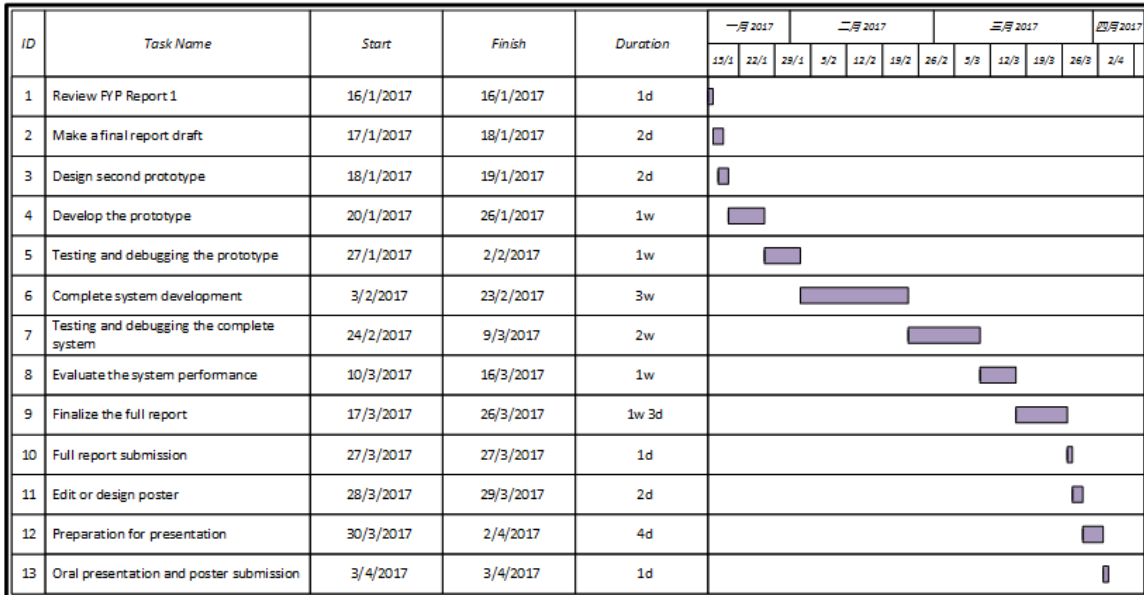 ID Task Name Start Finish Duration 一月 2017 二月 2017 三月 2017 四月 2017
15/1 22/1 29/1 5/2 12/2 19/2 26/2 5/3 12/3 19/3 26/3 2/4
1 Review FYP Report 1 16/1/2017 16/1/2017 1d
2 Make a final report draft 17/1/2017 18/1/2017 2d
3 Design second prototype 18/1/2017 19/1/2017 2d
4 Develop the prototype 20/1/2017 26/1/2017 1w
5 Testing and debugging the prototype 27/1/2017 2/2/2017 1w
6 Complete system development 3/2/2017 23/2/2017 3w
7 Testing and debugging the complete
system 24/2/2017 9/3/2017 2w
8 Evaluate the system performance 10/3/2017 16/3/2017 1w
9 Finalize the full report 17/3/2017 26/3/2017 1w 3d
10 Full report submission 27/3/2017 27/3/2017 1d
11 Edit or design poster 28/3/2017 29/3/2017 2d
12 Preparation for presentation 30/3/2017 2/4/2017 4d
13 Oral presentation and poster submission 3/4/2017 3/4/2017 1d